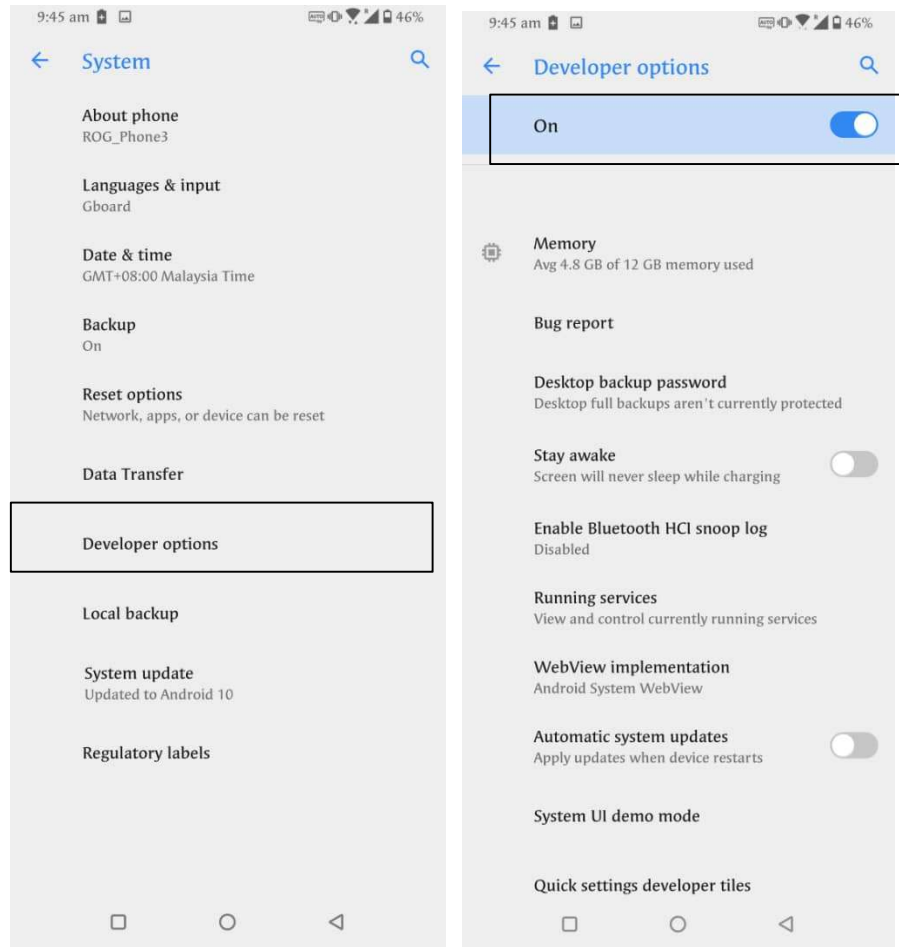 9:45 am
46%
System
About phone
ROG_Phone3
Languages & input
Gboard
Date & time
GMT+08:00 Malaysia Time
Backup
On
Reset options
Network, apps, or device can be reset
Data Transfer
Developer options
Local backup
System update
Updated to Android 10
Regulatory labels
9:45 am
46%
Developer options
On
Memory
Avg 4.8 GB of 12 GB memory used
Bug report
Desktop backup password
Desktop full backups aren't currently protected
Stay awake
Screen will never sleep while charging
Enable Bluetooth HCI snoop log
Disabled
Running services
View and control currently running services
WebView implementation
Android System WebView
Automatic system updates
Apply updates when device restarts
System UI demo mode
Quick settings developer tiles